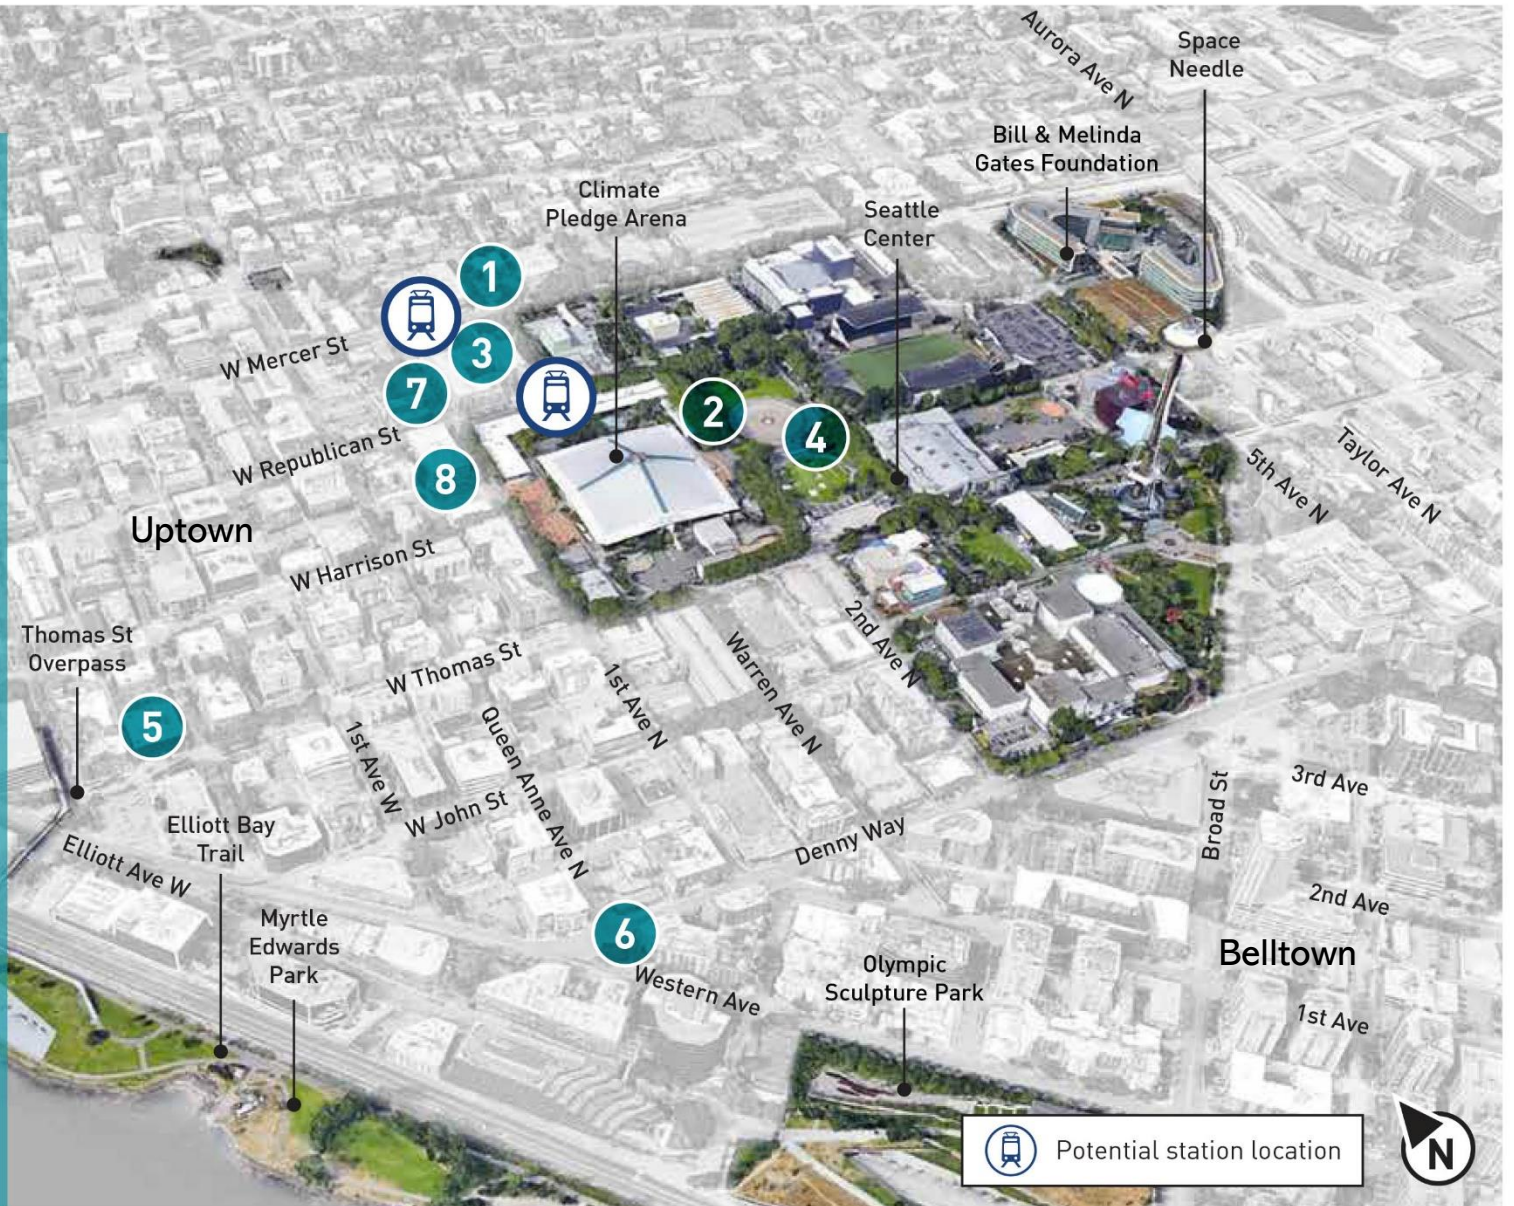 Aurora Ave N
Space
Needle
Bill & Melinda
Gates Foundation
Climate
Pledge Arena
Seattle
Center
1
3
7
8
2
4
W Mercer St
W Republican St
Uptown
W Harrison St
5th Ave N
Taylor Ave N
Thomas St
Overpass
5
W Thomas St
1st Ave N
Warren Ave N
2nd Ave N
1st Ave W
Queen Anne Ave N
W John St
Denny Way
Broad St
3rd Ave
Elliott Bay
Trail
Elliott Ave W
Myrtle
Edwards
Park
6
Western Ave
2nd Ave
Belltown
Olympic
Sculpture Park
1st Ave
Potential station location
N